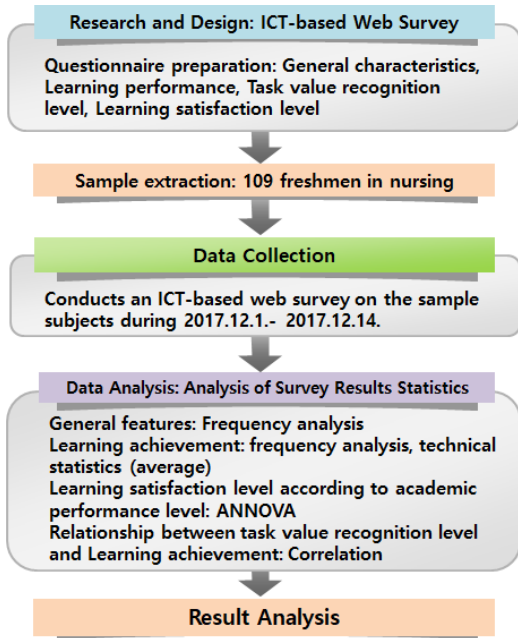 Research and Design: ICT-based Web Survey
Questionnaire preparation: General characteristics,
Learning performance, Task value recognition
level, Learning satisfaction level
Sample extraction: 109 freshmen in nursing
Data Collection
Conducts an ICT-based web survey on the sample
subjects during 2017.12.1.- 2017.12.14.
Data Analysis: Analysis of Survey Results Statistics
General features: Frequency analysis
Learning achievement: frequency analysis, technical
statistics (average)
Learning satisfaction level according to academic
performance level: ANNOVA
Relationship between task value recognition level
and Learning achievement: Correlation
Result Analysis